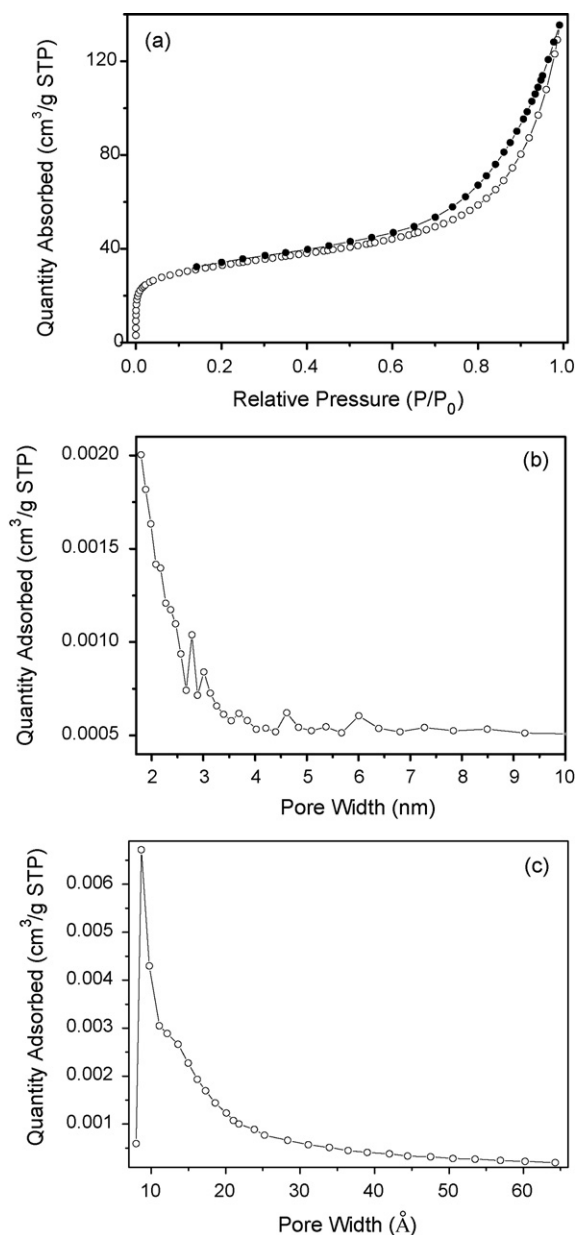 (a)
Quantity Absorbed (cm³/g STP)
120
80
40
0
0.0 0.2 0.4 0.6 0.8 1.0
Relative Pressure (P/P₀)
(b)
Quantity Adsorbed (cm³/g STP)
0.0020
0.0015
0.0010
0.0005
2 3 4 5 6 7 8 9 10
Pore Width (nm)
(c)
Quantity Adsorbed (cm³/g STP)
0.006
0.005
0.004
0.003
0.002
0.001
10 20 30 40 50 60
Pore Width (Å)